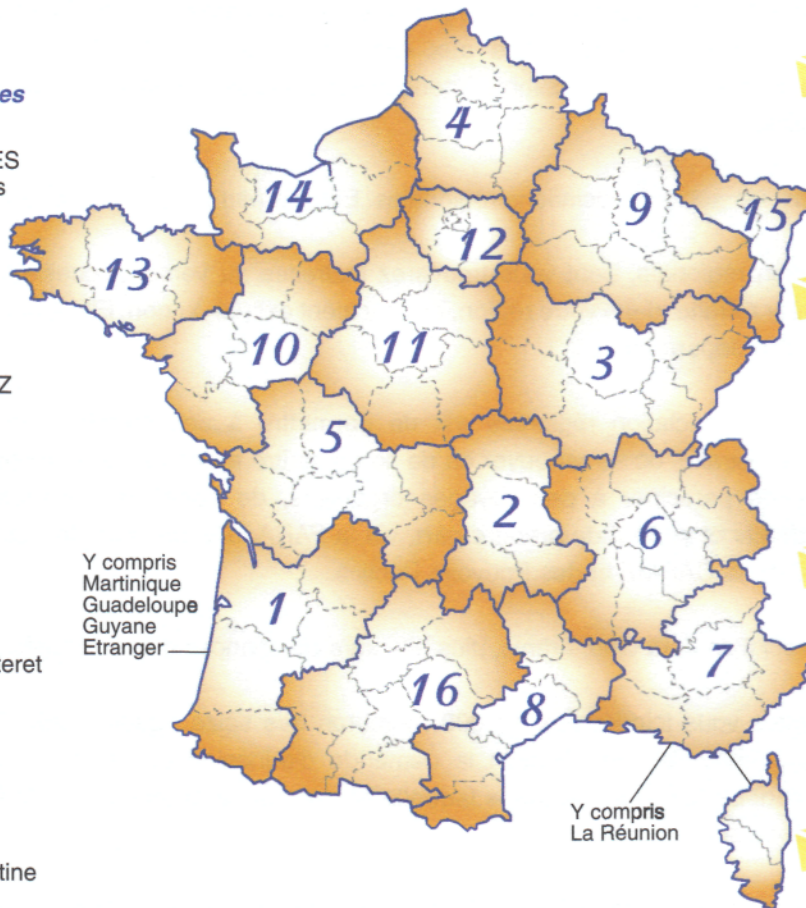 es
ES
s
4
14
9
15
12
13
10
11
3
Z
5
2
6
Y compris
Martinique
Guadeloupe
Guyane
Etranger
1
teret
7
16
8
Y compris
La Réunion
tine